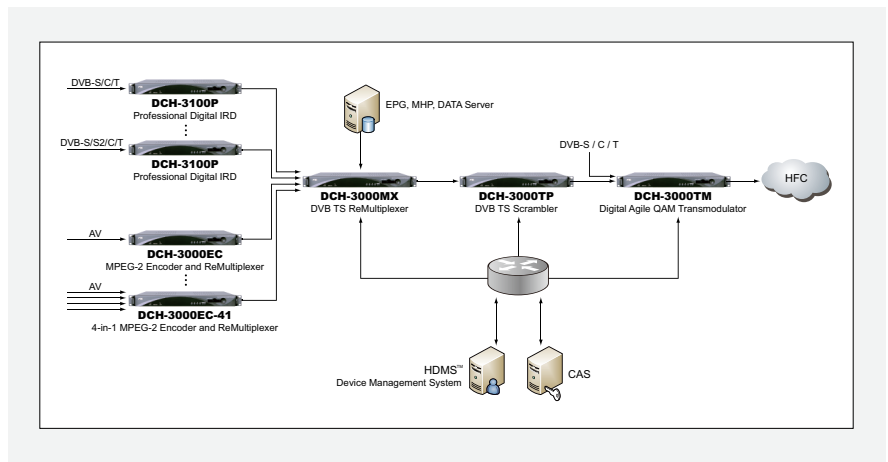 DVB-S/C/T
DCH-3100P
Professional Digital IRD
DVB-S/S2/C/T
DCH-3100P
Professional Digital IRD
AV
DCH-3000EC
MPEG-2 Encoder and ReMultiplexer
AV
DCH-3000EC-41
4-in-1 MPEG-2 Encoder and ReMultiplexer
EPG, MHP, DATA Server
DCH-3000MX
DVB TS ReMultiplexer
DCH-3000TP
DVB TS Scrambler
DVB-S / C / T
DCH-3000TM
Digital Agile QAM Transmodulator
HFC
HDMS™
Device Management System
CAS